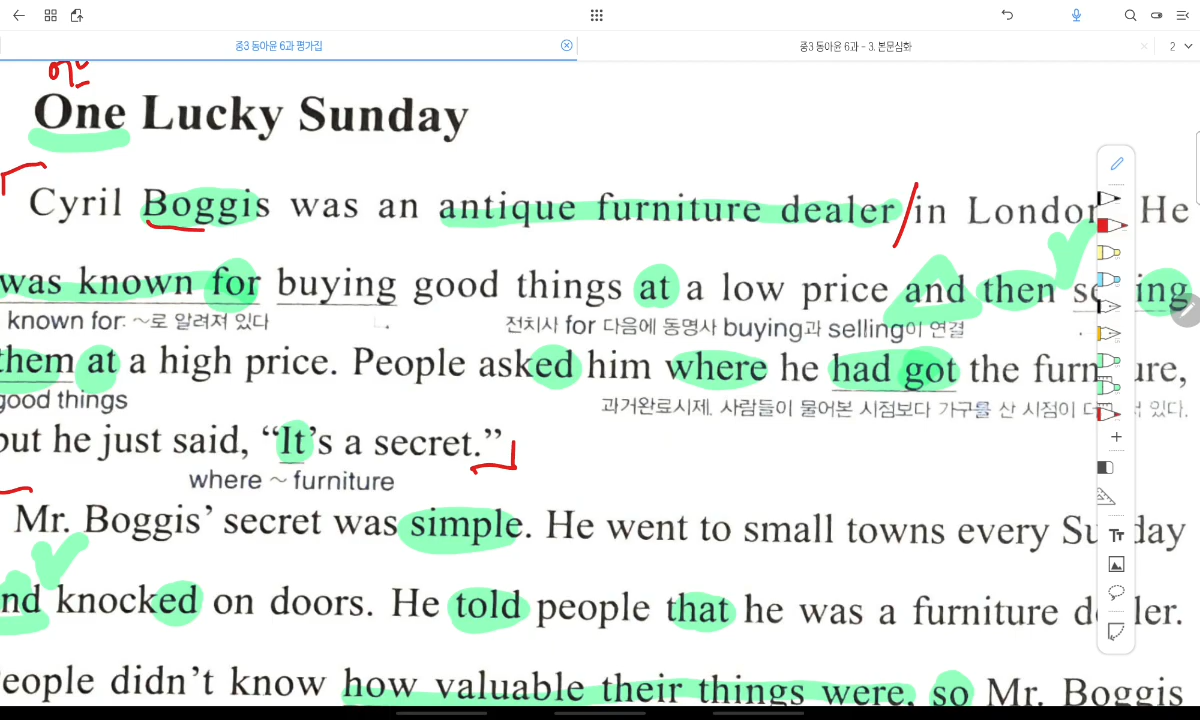 중3 동아윤 6과 평가집
중3 동아윤 6과 - 3. 본문심화
2
One Lucky Sunday
Cyril Boggis was an antique furniture dealer in London. He
was known for buying good things at a low price and then
known for: ~로 알려져 있다
전치사 for 다음에 동명사 buying과 selling이 연결
them at a high price. People asked him where he had got the
good things
과거완료시제. 사람들이 물어본 시점보다 가구를 산 시점이 있다.
but he just said, “It’s a secret.”
where ~ furniture
Mr. Boggis’ secret was simple. He went to small towns every
knocked on doors. He told people that he was a furniture
People didn’t know how valuable their things were, so Mr. Boggis
Tт